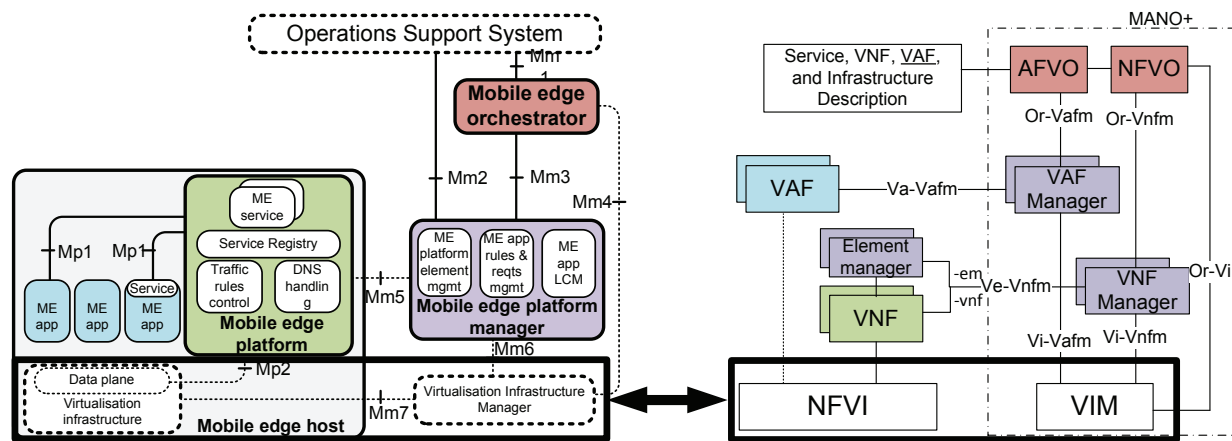 Operations Support System
Mm
1
Mobile edge
orchestrator
Mm2
Mm3
Mm4
ME
service
Service Registry
Traffic
rules
control
DNS
handlin
g
Mobile edge
platform
Mp1
Mp1
ME
app
ME
app
Service
ME
app
Mm5
ME
platform
element
mgmt
ME app
rules &
reqts
mgmt
ME
app
LCM
Mobile edge platform
manager
Mm6
Mp2
Data plane
Virtualisation
infrastructure
Mm7
Virtualisation Infrastructure
Manager
Mobile edge host
MANO+
Service, VNF, VAF,
and Infrastructure
Description
AFVO
NFVO
Or-Vafm
Or-Vnfm
VAF
Va-Vafm
VAF
Manager
Element
manager
-em
Ve-Vnfm
-vnf
VNF
VNF
Manager
Or-Vi
Vi-Vafm
Vi-Vnfm
NFVI
VIM